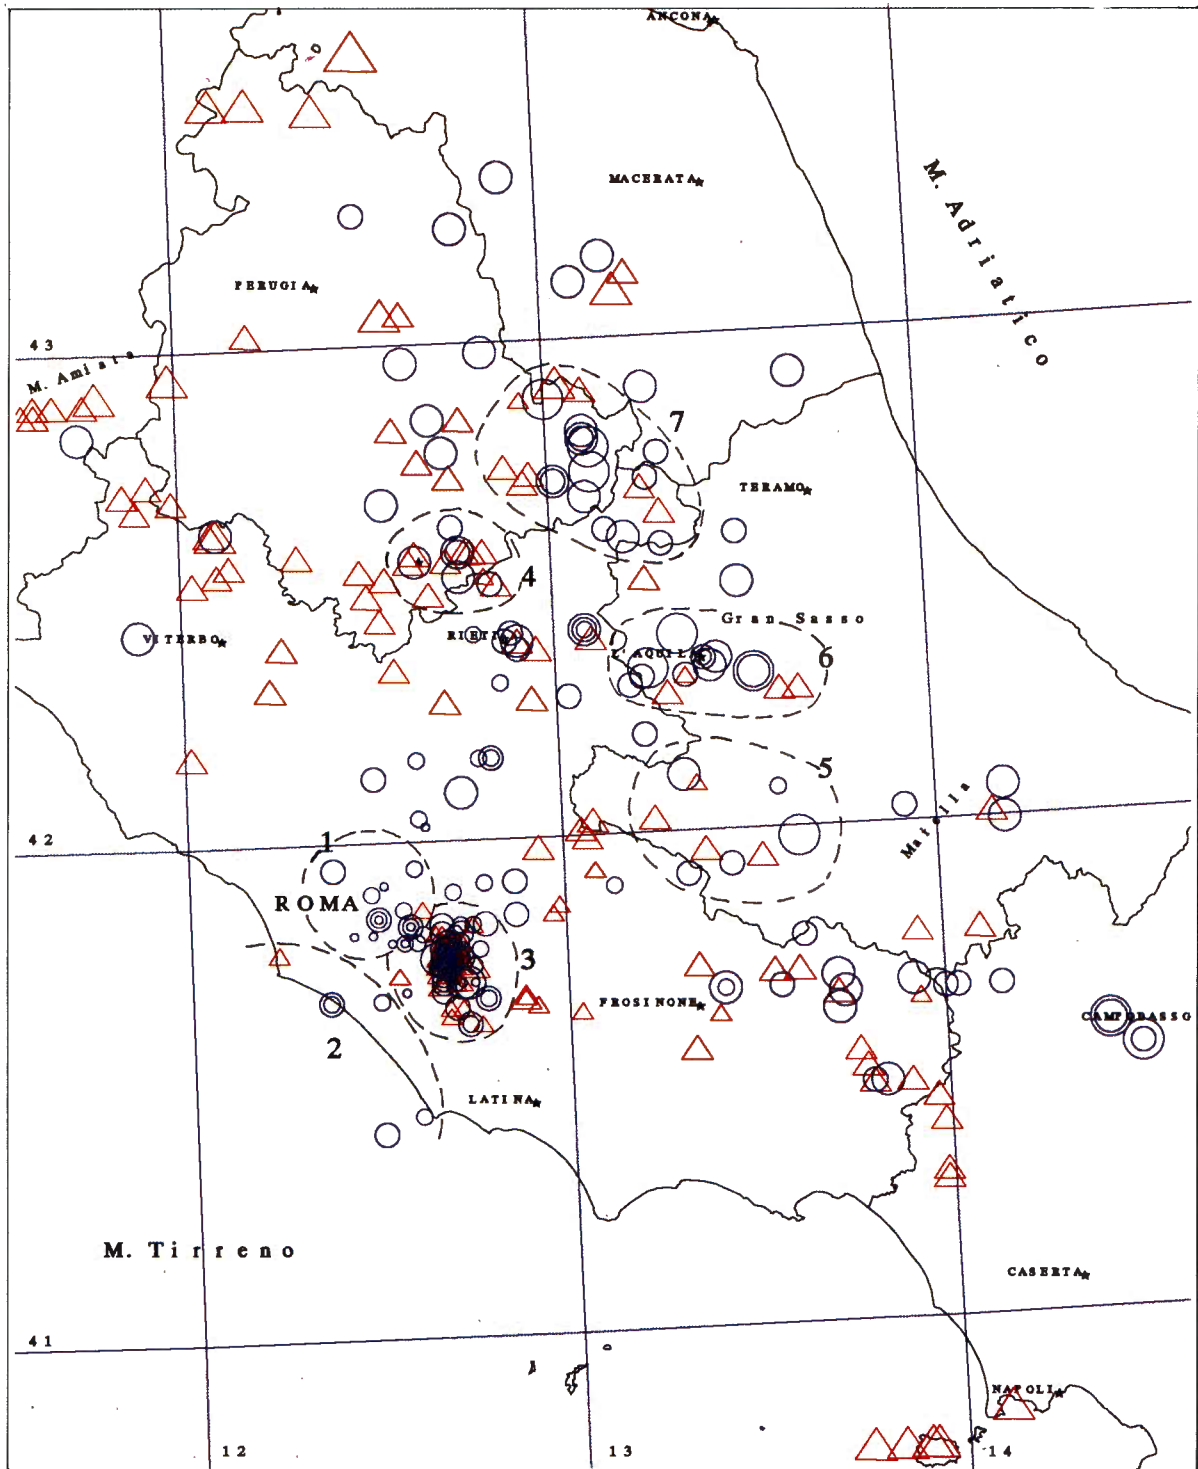 ANCONA
MACERATA
M. Adriatico
PERUGIA
43
M. Amiata
7
TERAMO
4
Gran Sasso
VITERBO
RIETI
L'AQUILA
6
5
Maiella
1
42
ROMA
3
FROSINONE
CAMPOBASSO
2
LATINA
M. Tirreno
CASERTA
41
NAPOLI
12
13
14